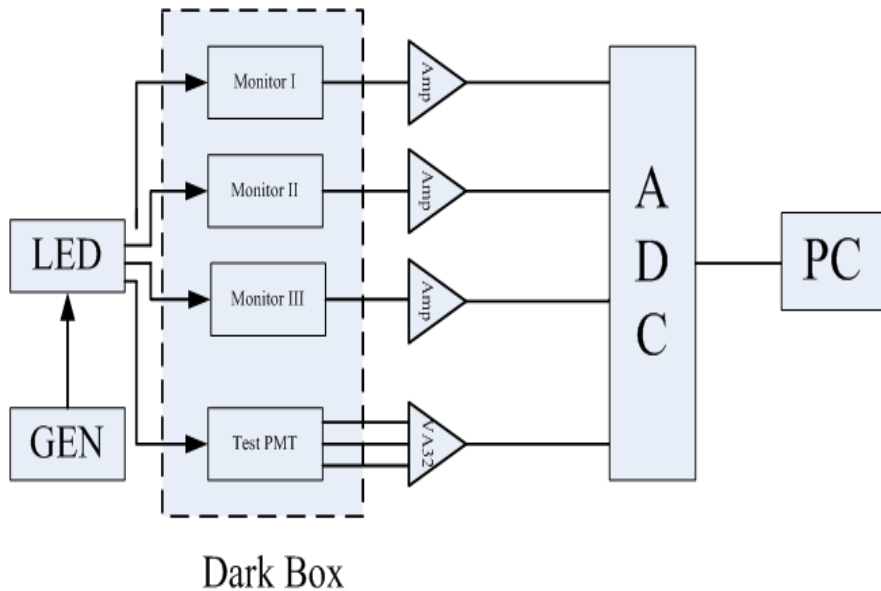 Monitor I
Amp
Monitor II
Amp
LED
Monitor III
Amp
GEN
Test PMT
VA32
A
D
C
PC
Dark Box